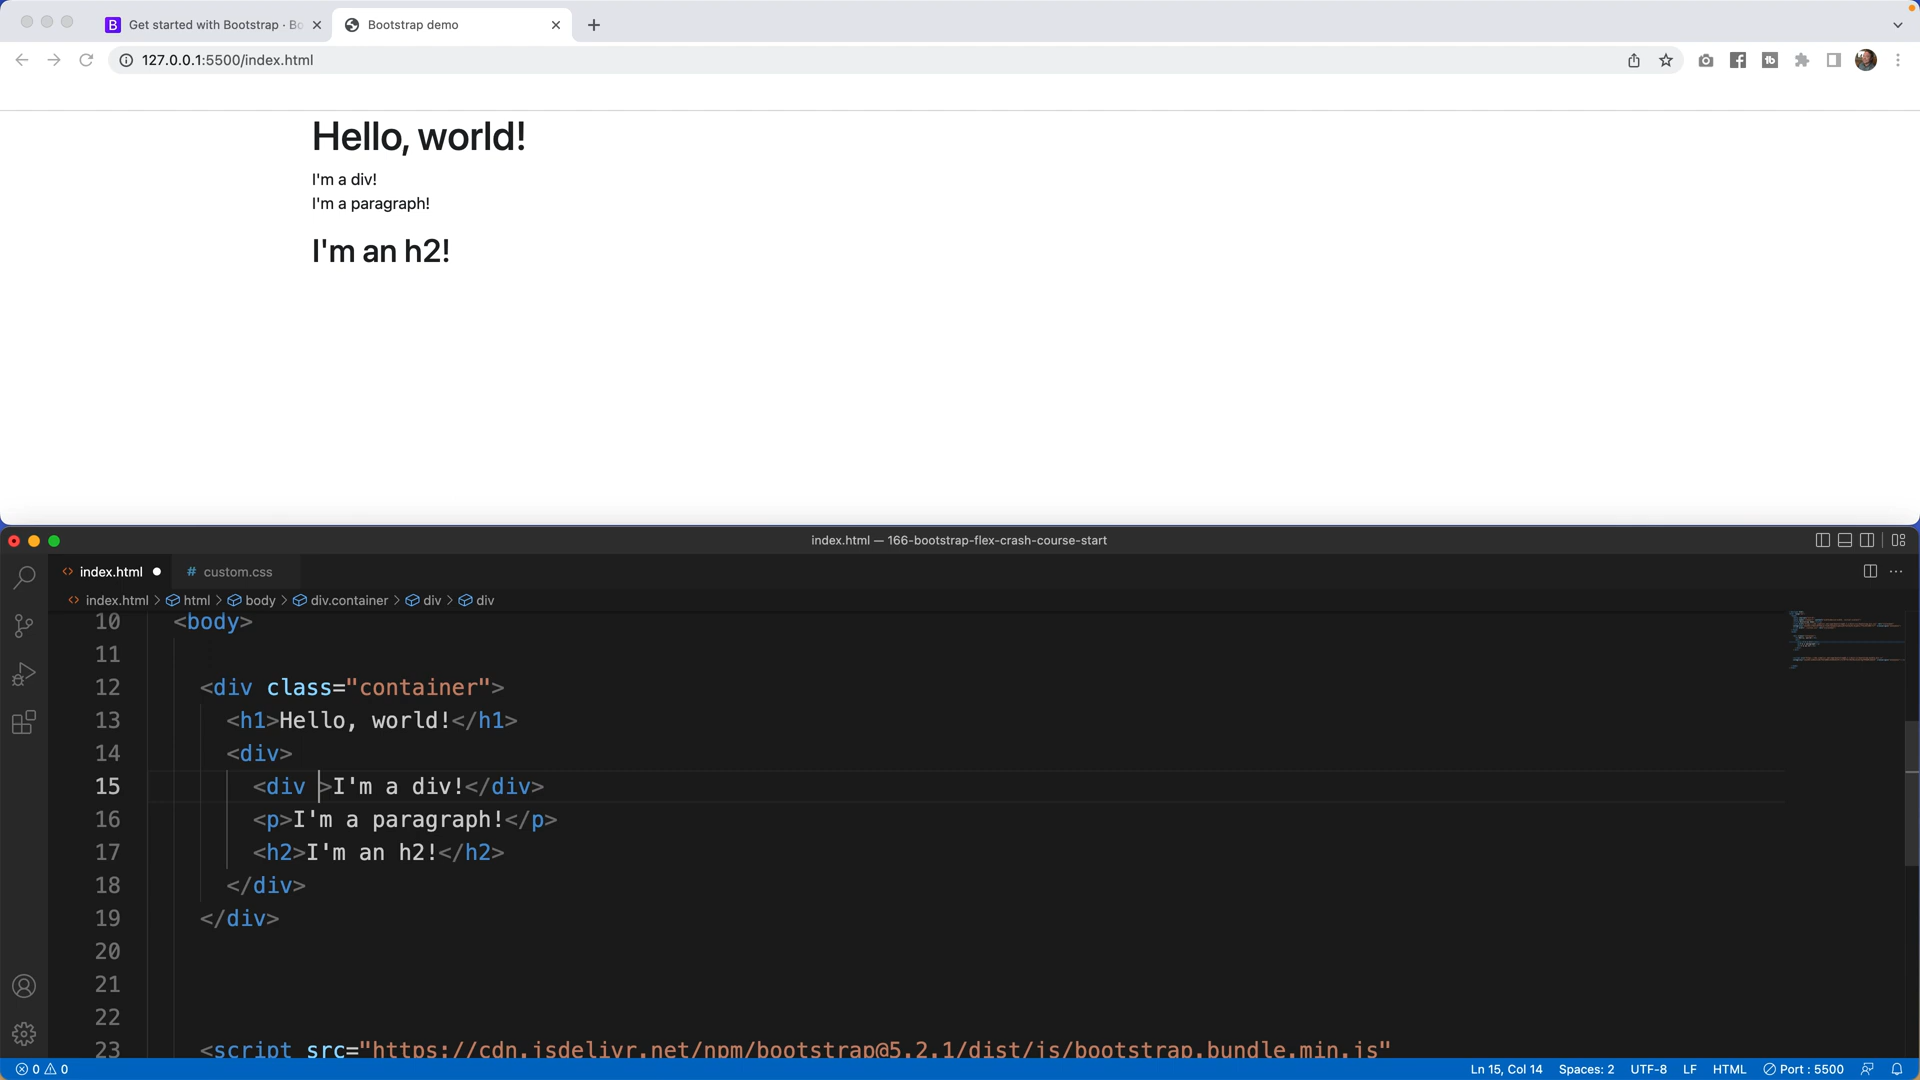 Get started with Bootstrap · Bo
Bootstrap demo
127.0.0.1:5500/index.html
Hello, world!
I'm a div!
I'm a paragraph!
I'm an h2!
index.html — 166-bootstrap-flex-crash-course-start
index.html
# custom.css
index.html > html > body > div.container > div > div
10 <body>
11
12 <div class="container">
13 <h1>Hello, world!</h1>
14 <div>
15 <div >I'm a div!</div>
16 <p>I'm a paragraph!</p>
17 <h2>I'm an h2!</h2>
18 </div>
19 </div>
20
21
22
23 <script src="https://cdn.jsdelivr.net/npm/bootstrap@5.2.1/dist/js/bootstrap.bundle.min.js"
0 0 Ln 15, Col 14 Spaces: 2 UTF-8 LF HTML Port : 5500